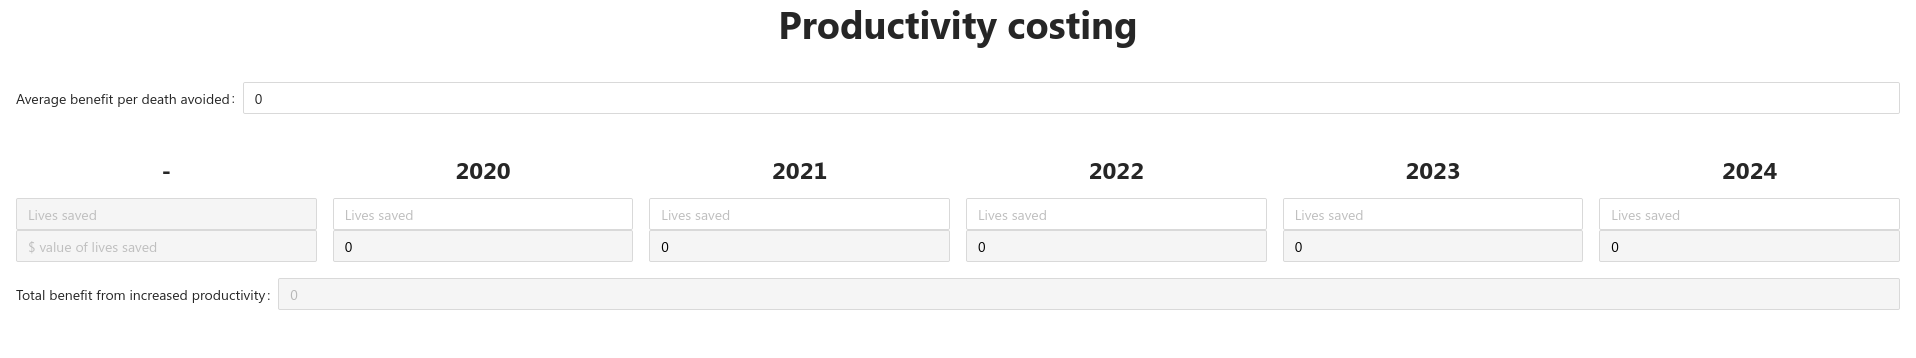 Productivity costing
Average benefit per death avoided: 0
- 2020 2021 2022 2023 2024
Lives saved Lives saved Lives saved Lives saved Lives saved Lives saved
$ value of lives saved 0 0 0 0 0
Total benefit from increased productivity: 0